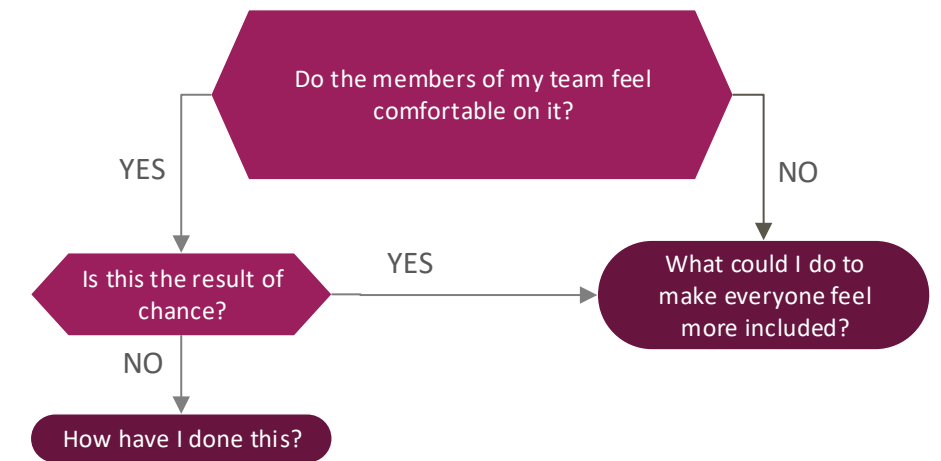 Do the members of my team feel
comfortable on it?
YES
NO
Is this the result of
chance?
YES
What could I do to
make everyone feel
more included?
NO
How have I done this?